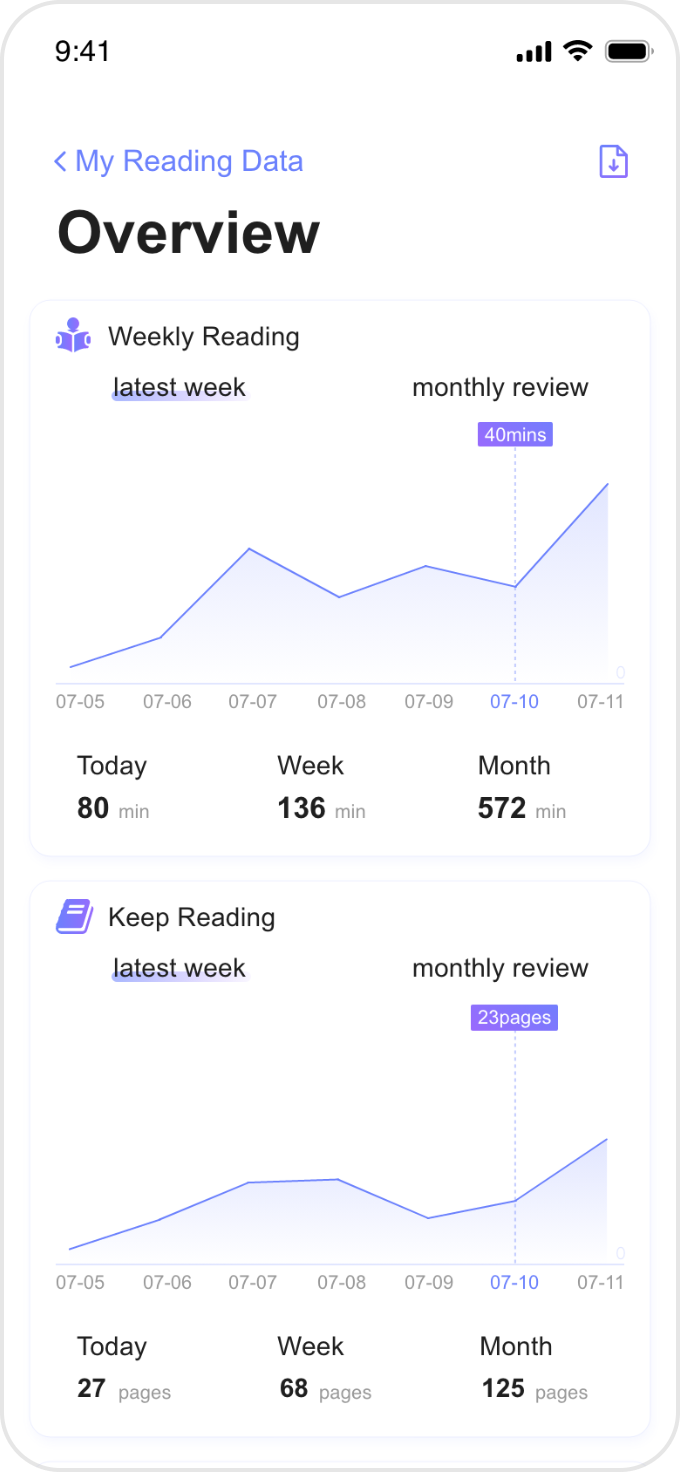 9:41
My Reading Data
Overview
Weekly Reading
latest week monthly review
40mins
0
07-05 07-06 07-07 07-08 07-09 07-10 07-11
Today Week Month
80 min 136 min 572 min
Keep Reading
latest week monthly review
23pages
0
07-05 07-06 07-07 07-08 07-09 07-10 07-11
Today Week Month
27 pages 68 pages 125 pages